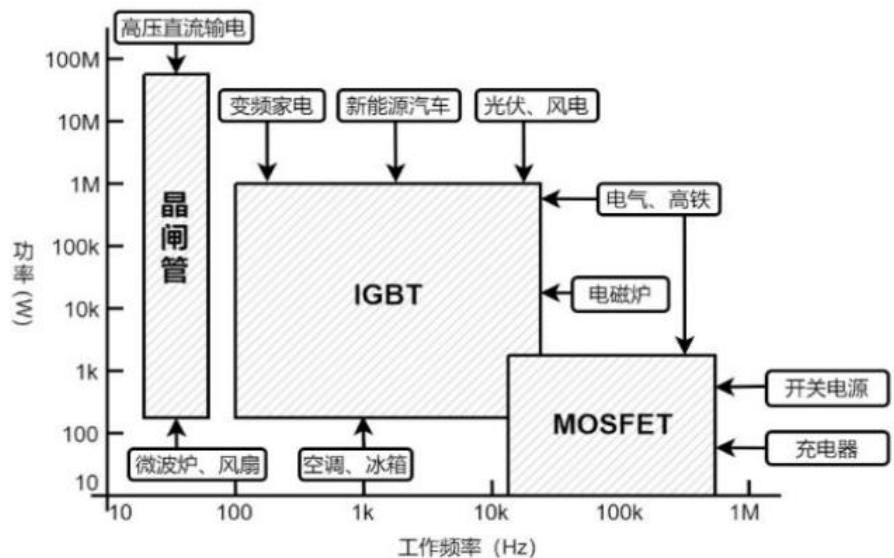 高压直流输电
100M
变频家电
新能源汽车
光伏、风电
10M
1M
电气、高铁
晶闸管
100k
功率(W)
IGBT
电磁炉
10k
1k
开关电源
MOSFET
100
充电器
微波炉、风扇
空调、冰箱
10
10
100
1k
10k
100k
1M
工作频率（Hz）